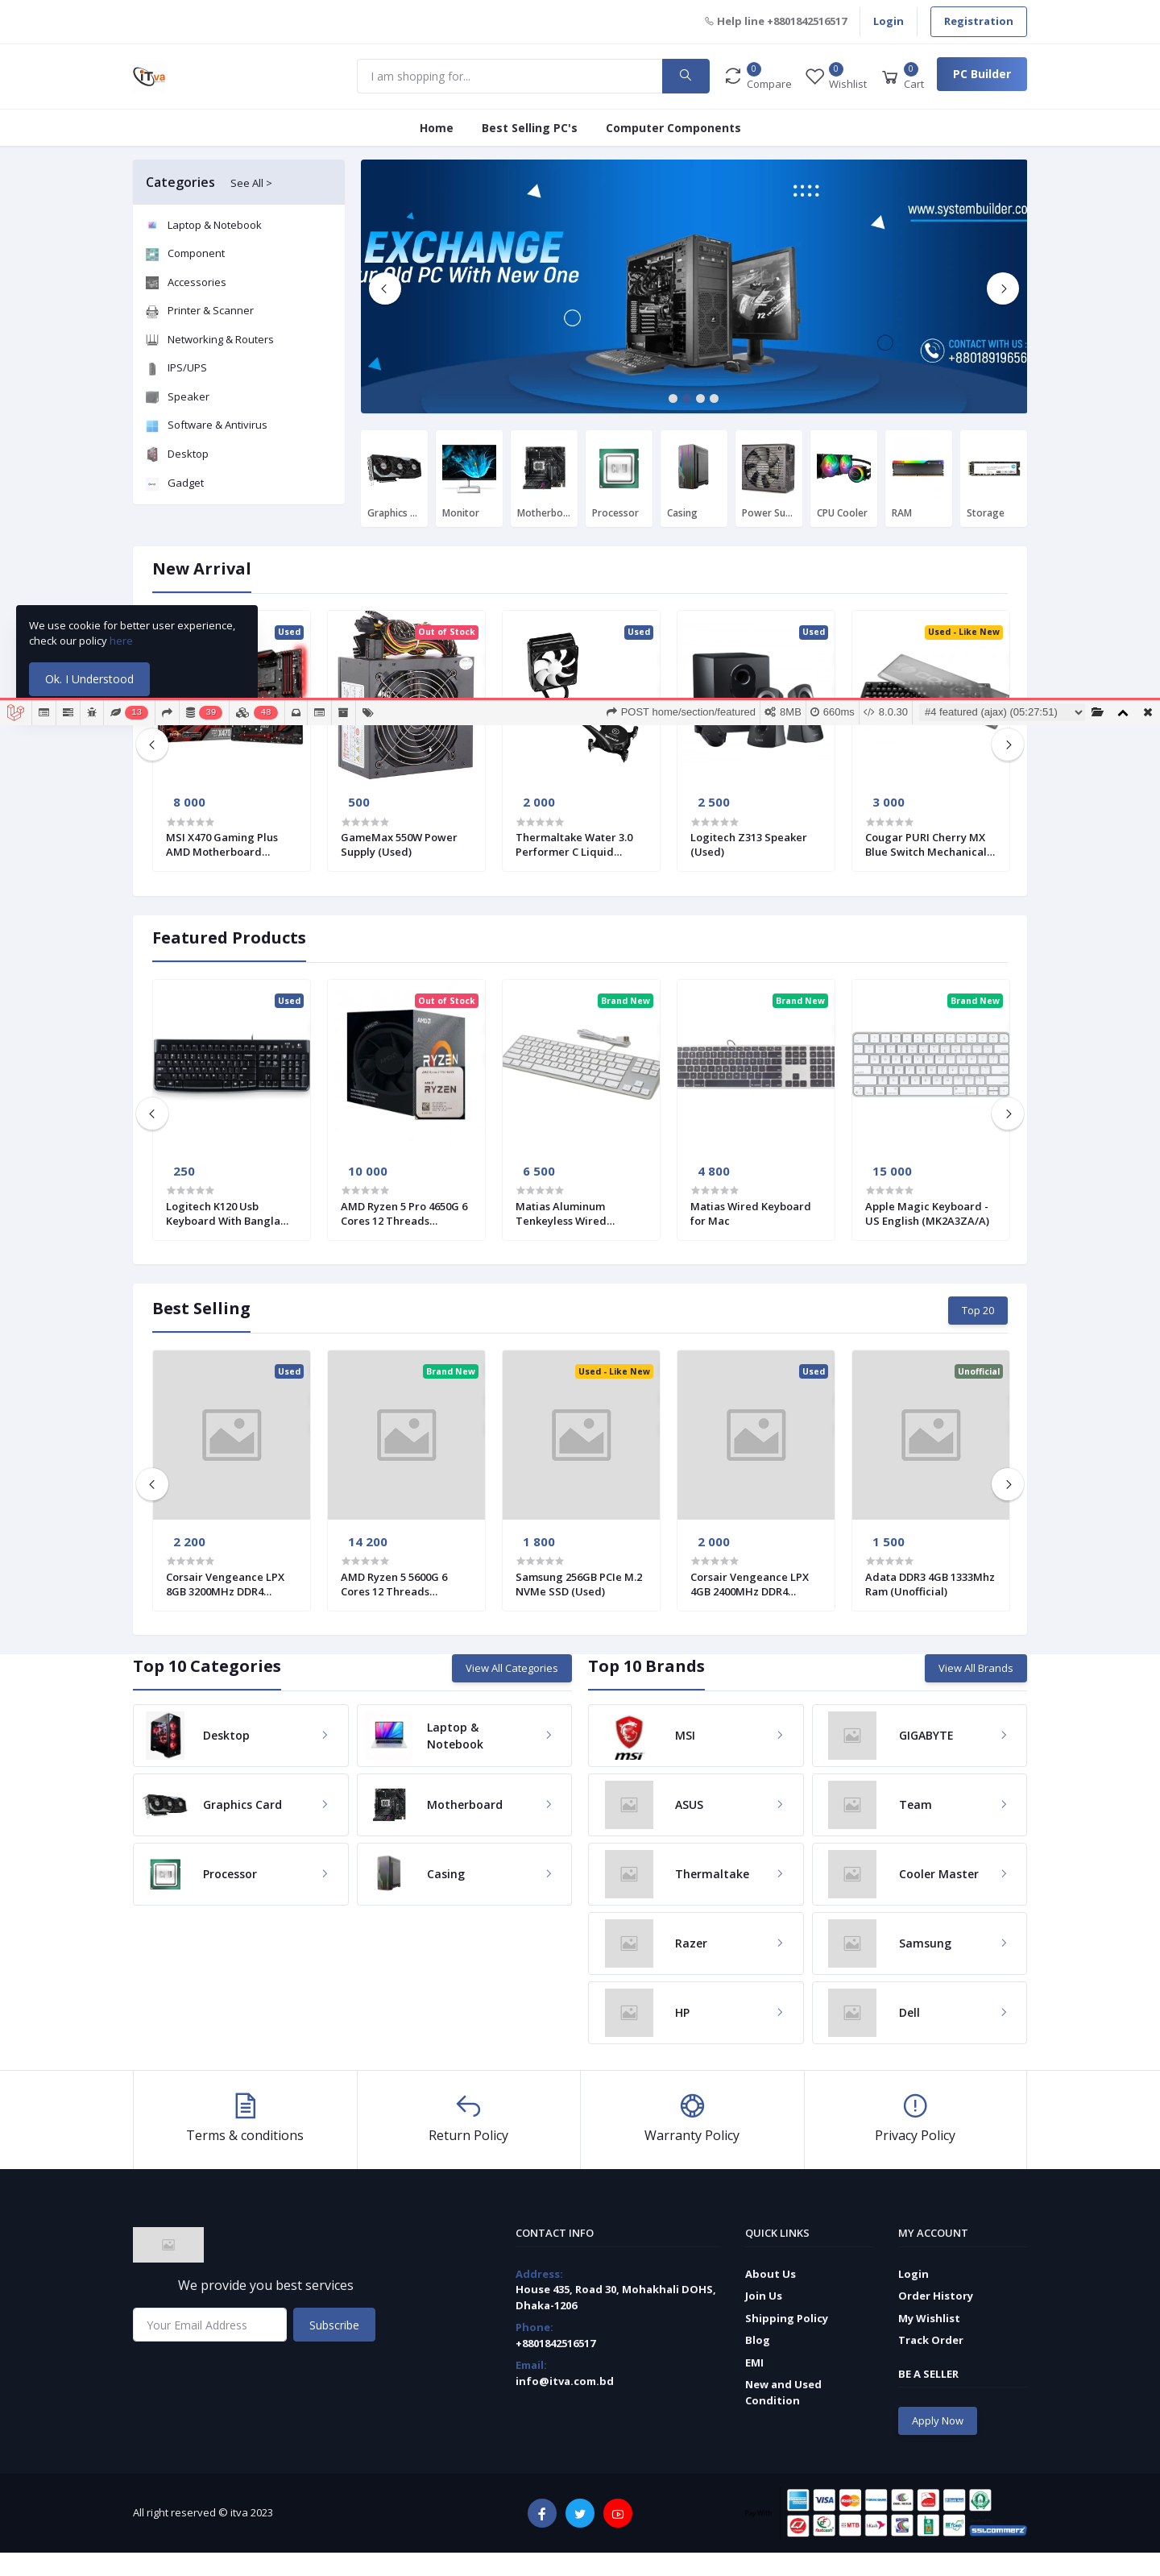 Help line +8801842516517
Login
Registration
iTva
I am shopping for...
0
Compare
0
Wishlist
0
Cart
PC Builder
Home
Best Selling PC's
Computer Components
Categories
See All >
Laptop & Notebook
Component
Accessories
Printer & Scanner
Networking & Routers
IPS/UPS
Speaker
Software & Antivirus
Desktop
Gadget
www.systembuilder.co
EXCHANGE
ur Old PC With New One
CONTACT WITH US :
+88018919656
Graphics ...
Monitor
Motherbo...
Processor
Casing
Power Su...
CPU Cooler
RAM
Storage
New Arrival
We use cookie for better user experience,
check our policy here
Ok. I Understood
Used
Out of Stock
Used
Used
Used - Like New
13
39
48
POST home/section/featured
8MB
660ms
8.0.30
#4 featured (ajax) (05:27:51)
8 000
MSI X470 Gaming Plus
AMD Motherboard...
500
GameMax 550W Power
Supply (Used)
2 000
Thermaltake Water 3.0
Performer C Liquid...
2 500
Logitech Z313 Speaker
(Used)
3 000
Cougar PURI Cherry MX
Blue Switch Mechanical...
Featured Products
Used
Out of Stock
Brand New
Brand New
Brand New
RYZEN
RYZEN
250
Logitech K120 Usb
Keyboard With Bangla...
10 000
AMD Ryzen 5 Pro 4650G 6
Cores 12 Threads...
6 500
Matias Aluminum
Tenkeyless Wired...
4 800
Matias Wired Keyboard
for Mac
15 000
Apple Magic Keyboard -
US English (MK2A3ZA/A)
Best Selling
Top 20
Used
Brand New
Used - Like New
Used
Unofficial
2 200
Corsair Vengeance LPX
8GB 3200MHz DDR4...
14 200
AMD Ryzen 5 5600G 6
Cores 12 Threads...
1 800
Samsung 256GB PCIe M.2
NVMe SSD (Used)
2 000
Corsair Vengeance LPX
4GB 2400MHz DDR4...
1 500
Adata DDR3 4GB 1333Mhz
Ram (Unofficial)
Top 10 Categories
View All Categories
Desktop
Laptop &
Notebook
Graphics Card
Motherboard
Processor
Casing
Top 10 Brands
View All Brands
msi
MSI
GIGABYTE
ASUS
Team
Thermaltake
Cooler Master
Razer
Samsung
HP
Dell
Terms & conditions
Return Policy
Warranty Policy
Privacy Policy
We provide you best services
Your Email Address
Subscribe
CONTACT INFO
Address:
House 435, Road 30, Mohakhali DOHS,
Dhaka-1206
Phone:
+8801842516517
Email:
info@itva.com.bd
QUICK LINKS
About Us
Join Us
Shipping Policy
Blog
EMI
New and Used
Condition
MY ACCOUNT
Login
Order History
My Wishlist
Track Order
BE A SELLER
Apply Now
All right reserved © itva 2023
VISA
MTB
SSLCOMMERZ